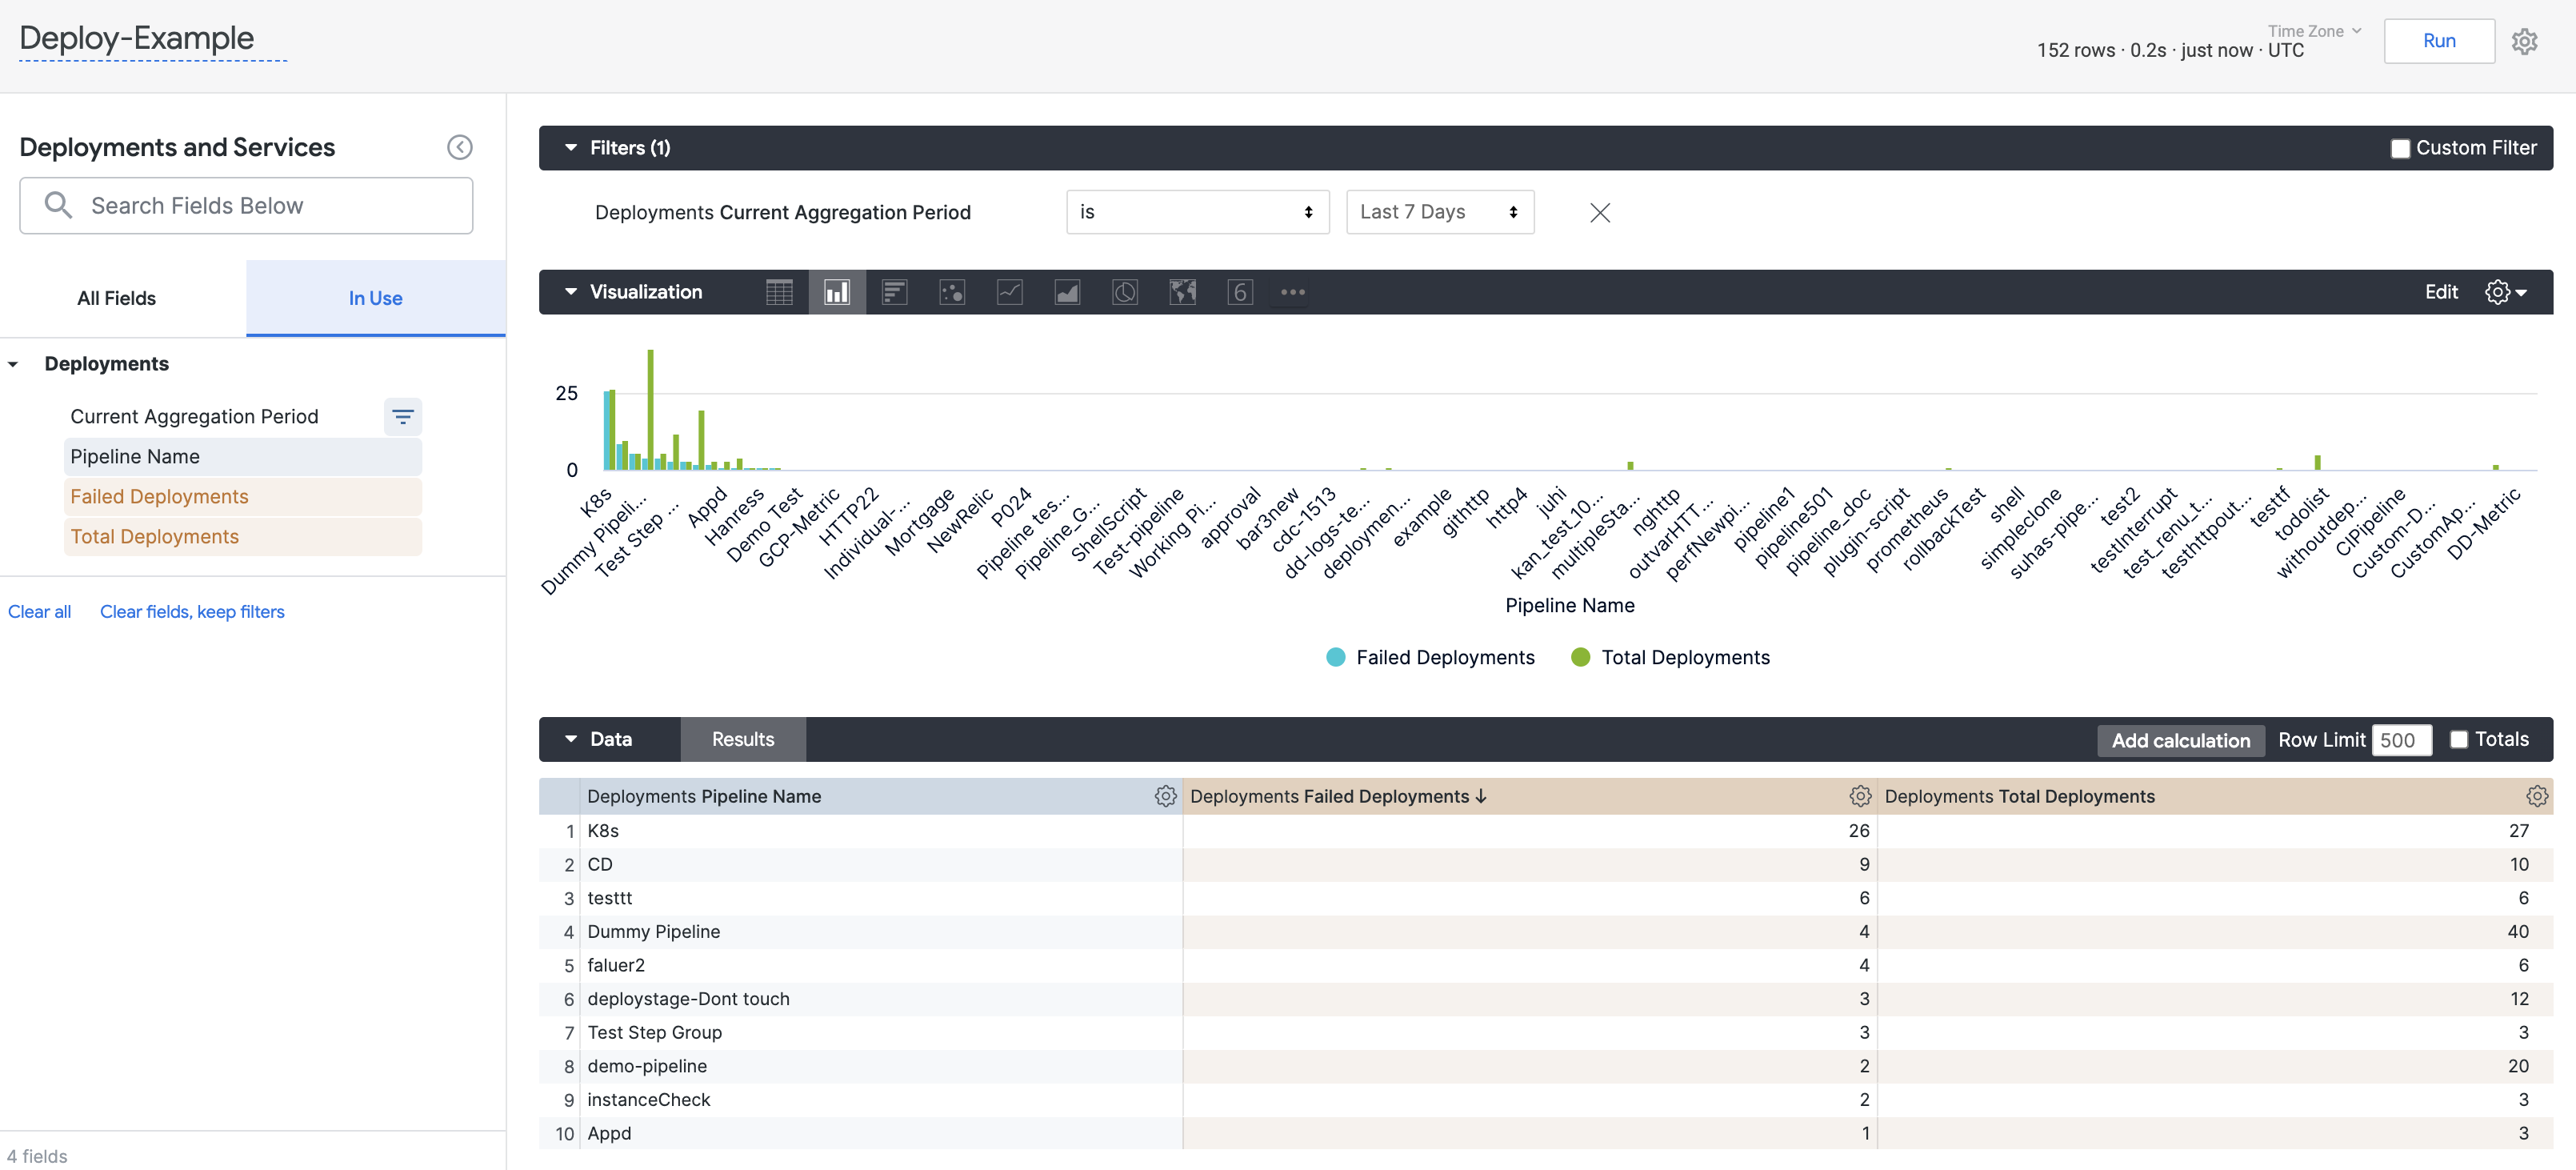 Deploy-Example
Time Zone
152 rows · 0.2s · just now · UTC
Run
Deployments and Services
Search Fields Below
All Fields
In Use
Deployments
Current Aggregation Period
Pipeline Name
Failed Deployments
Total Deployments
Clear all
Clear fields, keep filters
4 fields
Filters (1)
Custom Filter
Deployments Current Aggregation Period
is
Last 7 Days
Visualization
6
Edit
25
0
K8s
Dummy Pipeli...
Test Step ...
Appd
Hanress
Demo Test
GCP-Metric
HTTP22
Individual-...
Mortgage
NewRelic
P024
Pipeline tes...
Pipeline_G...
ShellScript
Test-pipeline
Working Pi...
approval
bar3new
cdc-1513
dd-logs-te...
deploymen...
example
githttp
http4
juhi
kan_test_10...
multipleSta...
nghttp
outvarHTT...
perfNewpi...
pipeline1
pipeline501
pipeline_doc
plugin-script
prometheus
rollbackTest
shell
simpleclone
suhas-pipe...
test2
testInterrupt
test_renu_t...
testhttpout...
testtf
todolist
withoutdep...
CIPipeline
Custom-D...
CustomAp...
DD-Metric
Pipeline Name
Failed Deployments
Total Deployments
Data
Results
Add calculation
Row Limit 500
Totals
Deployments Pipeline Name
Deployments Failed Deployments ↓
Deployments Total Deployments
1 K8s 26 27
2 CD 9 10
3 testtt 6 6
4 Dummy Pipeline 4 40
5 faluer2 4 6
6 deploystage-Dont touch 3 12
7 Test Step Group 3 3
8 demo-pipeline 2 20
9 instanceCheck 2 3
10 Appd 1 3